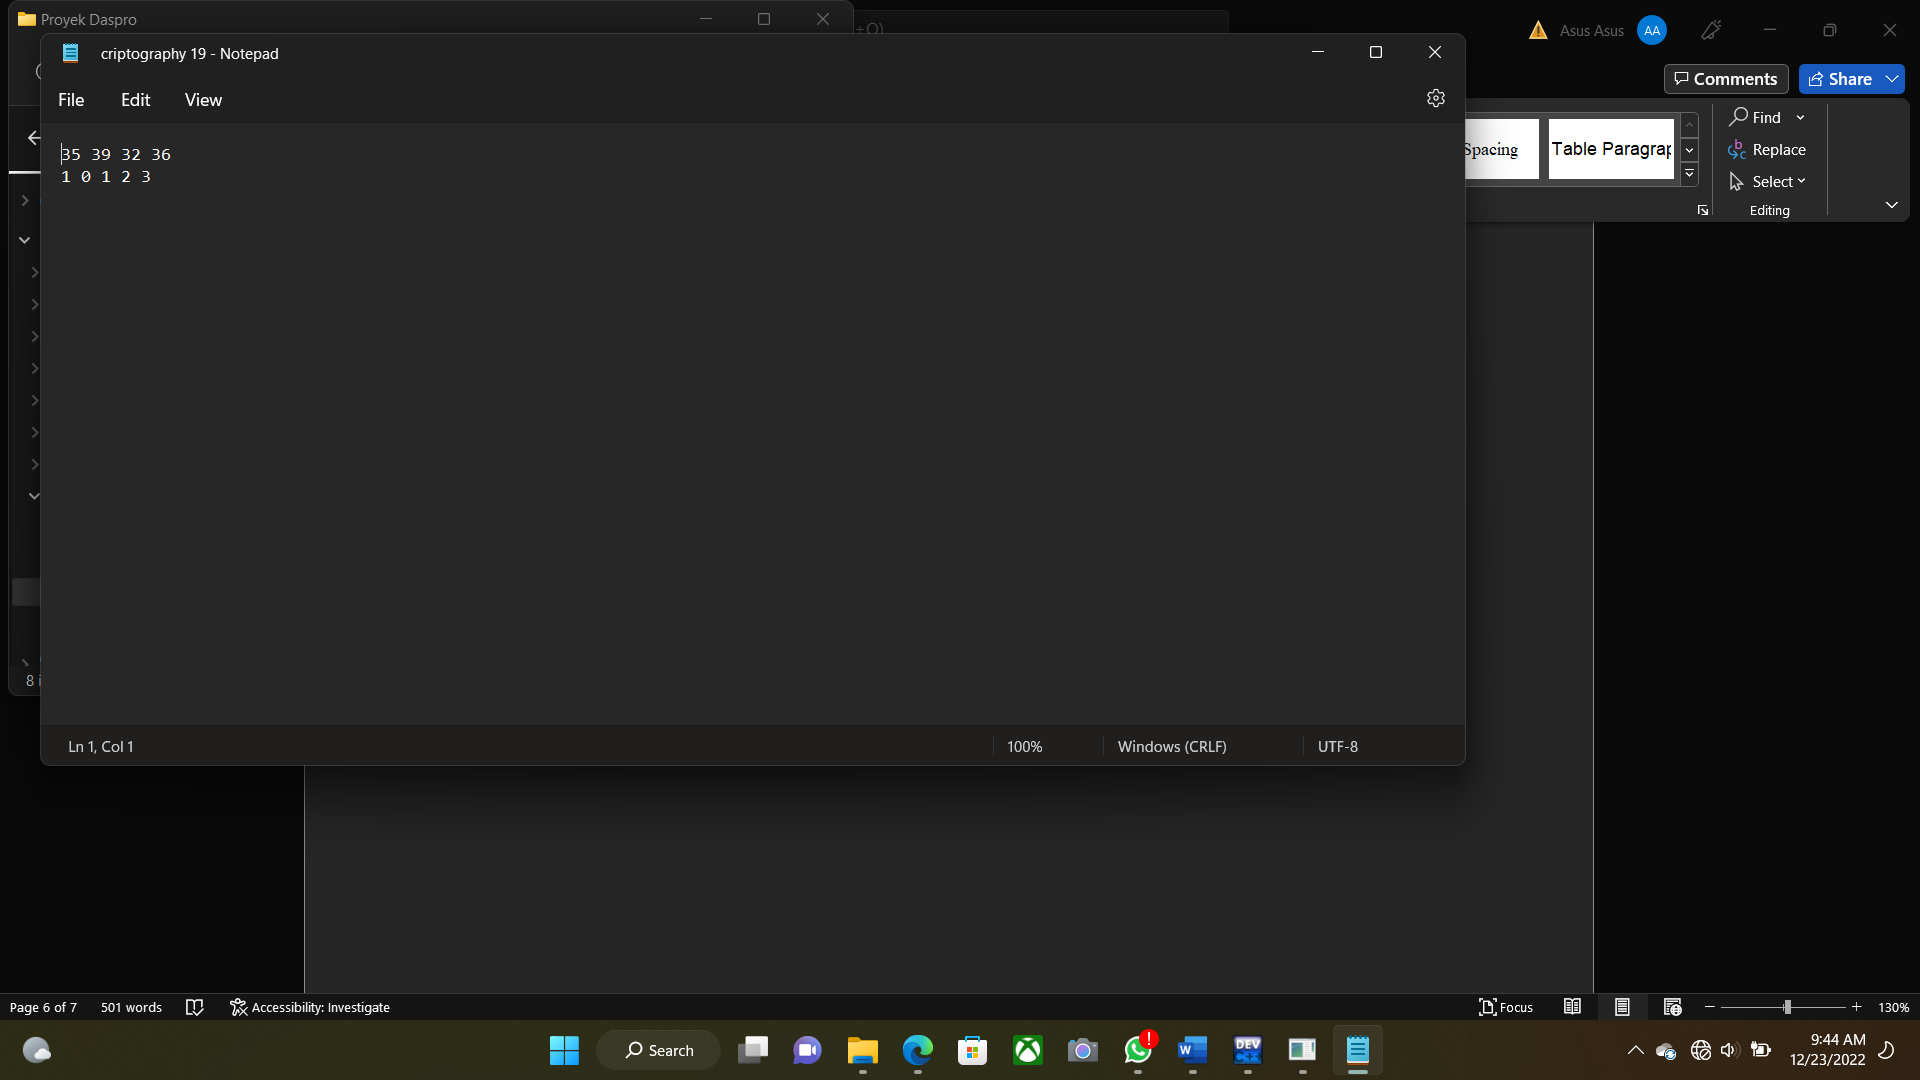 Proyek Daspro
+O)
Asus Asus
AA
criptography 19 - Notepad
Comments
Share
File
Edit
View
Spacing
Table Paragrap
Find
Replace
Select
Editing
35 39 32 36
1 0 1 2 3
8 i
Ln 1, Col 1
100%
Windows (CRLF)
UTF-8
Page 6 of 7
501 words
Accessibility: Investigate
Focus
130%
Search
W
DEV
C++
9:44 AM
12/23/2022